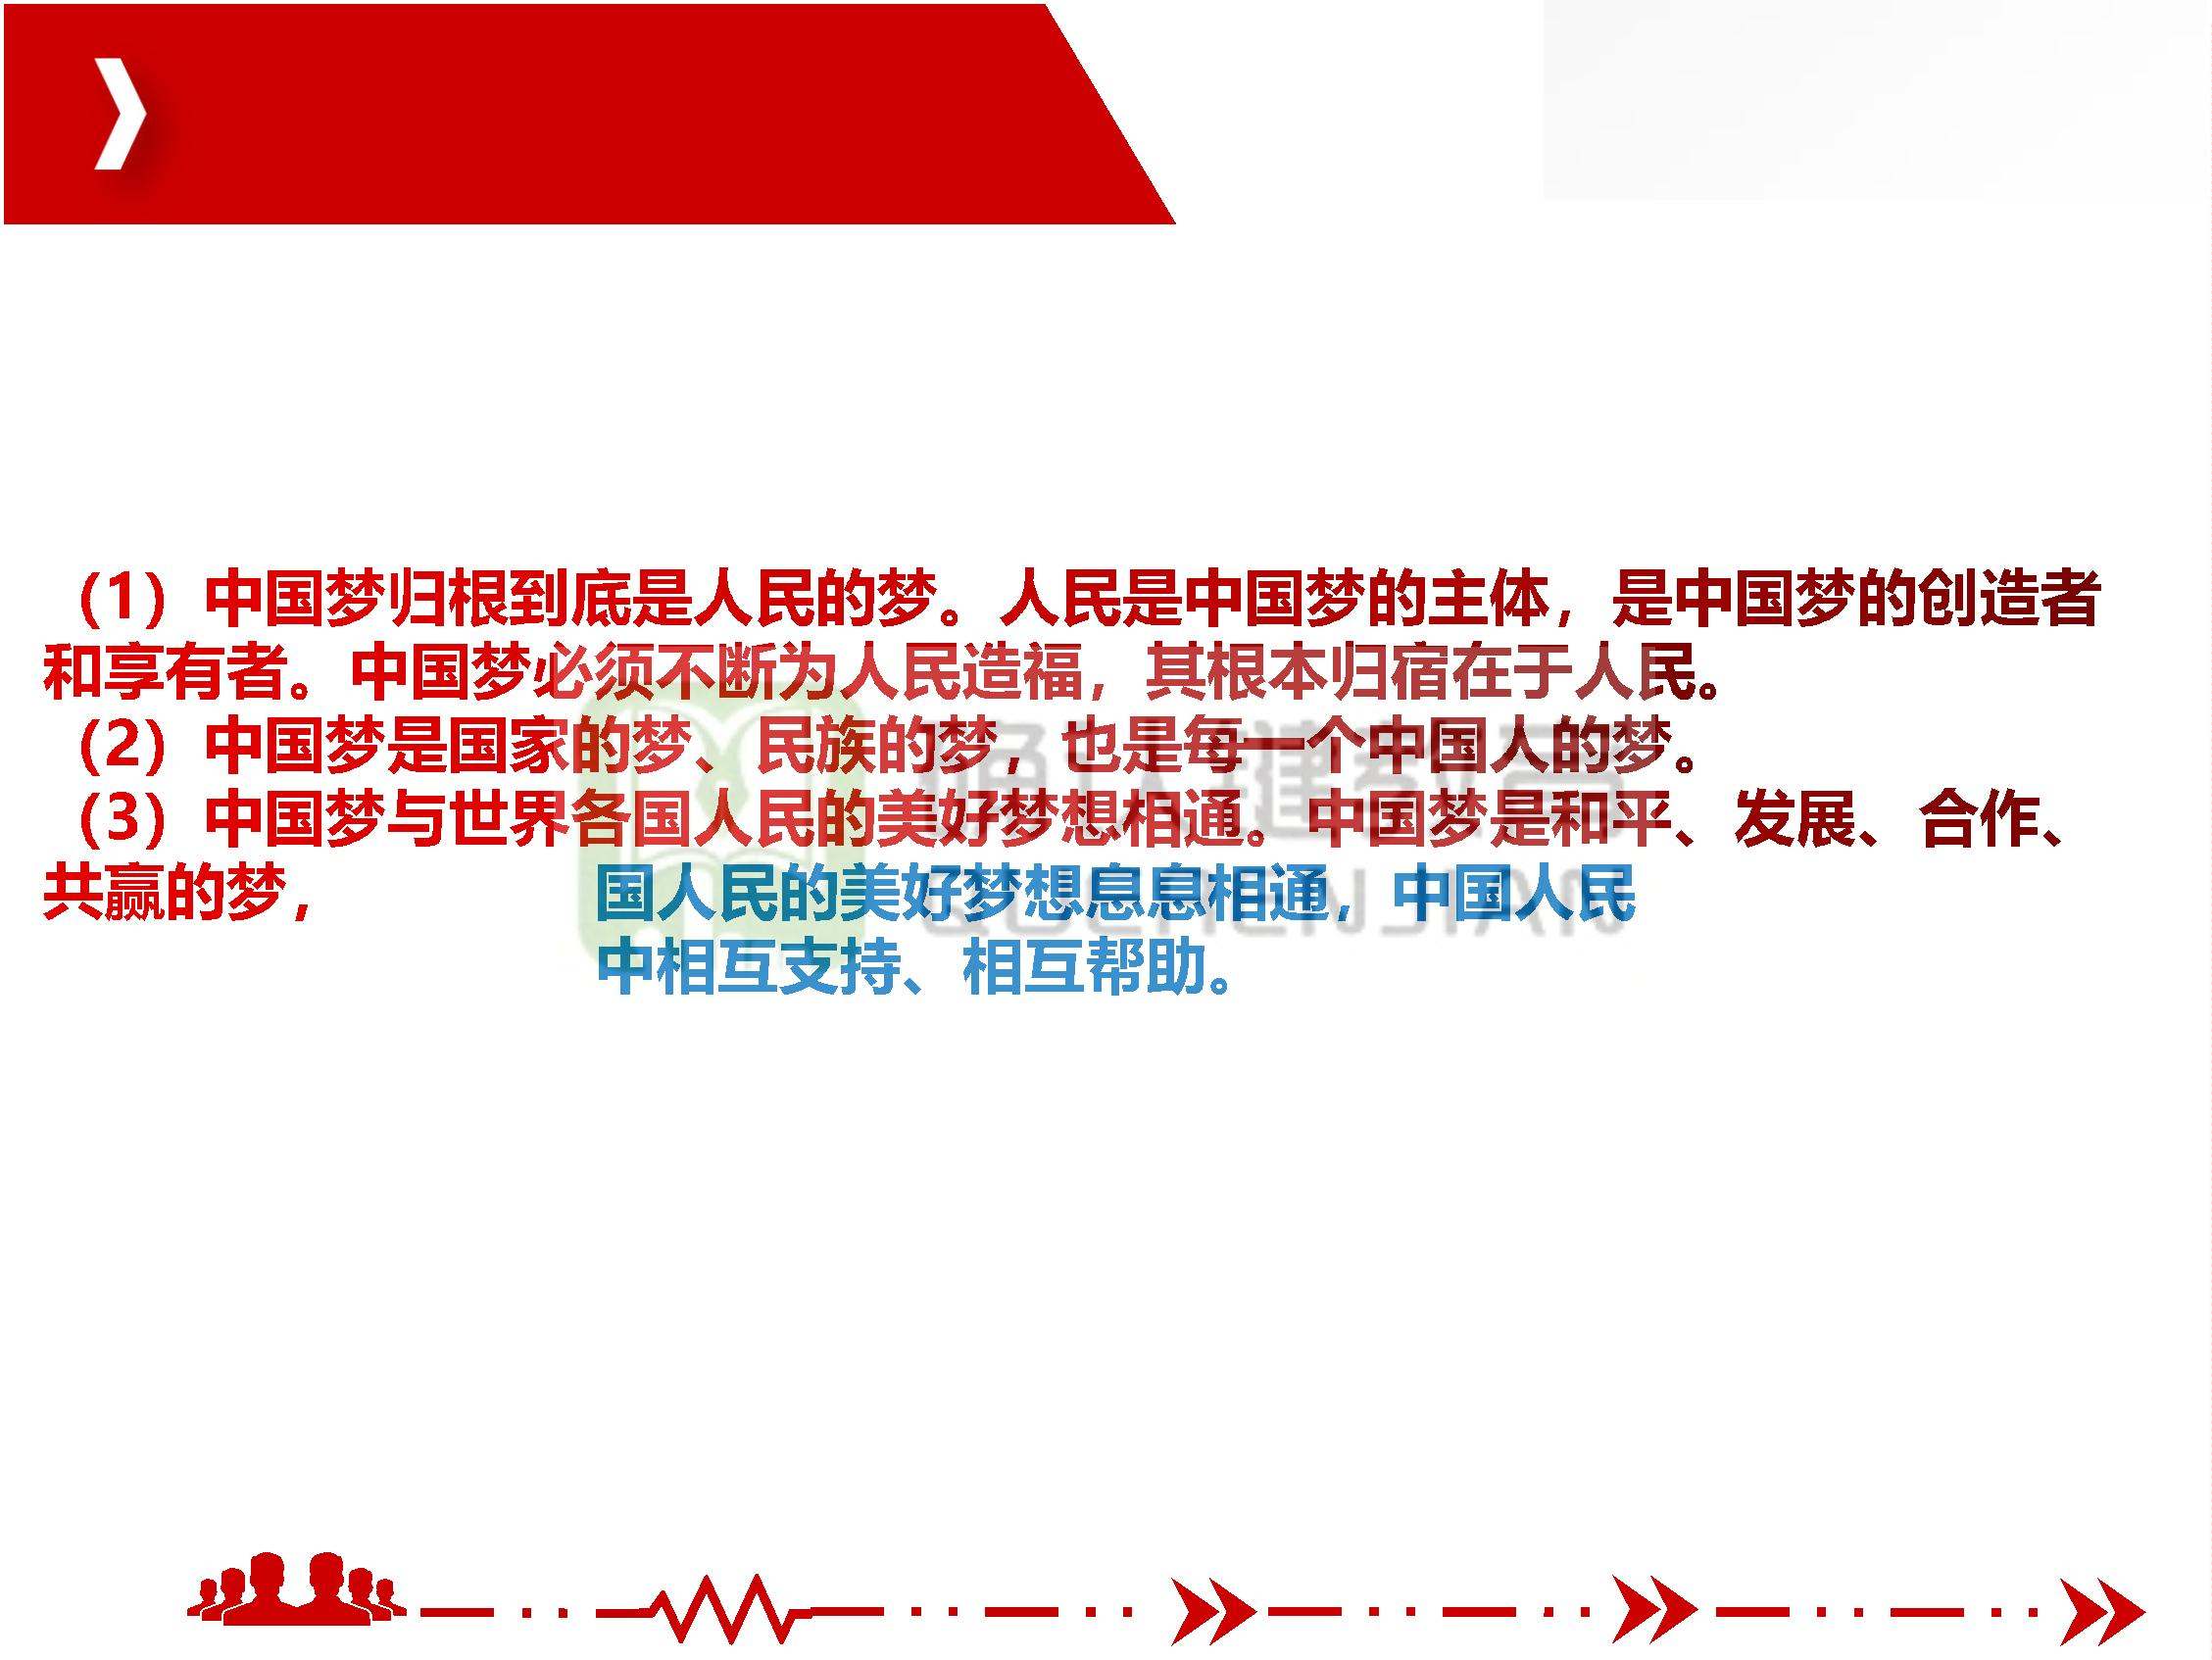 （1）中国梦归根到底是人民的梦。人民是中国梦的主体，是中国梦的创造者
和享有者。中国梦必须不断为人民造福，其根本归宿在于人民。
（2）中国梦是国家的梦、民族的梦，也是每一个中国人的梦。
（3）中国梦与世界各国人民的美好梦想相通。中国梦是和平、发展、合作、
共赢的梦， 国人民的美好梦想息息相通，中国人民
中相互支持、相互帮助。